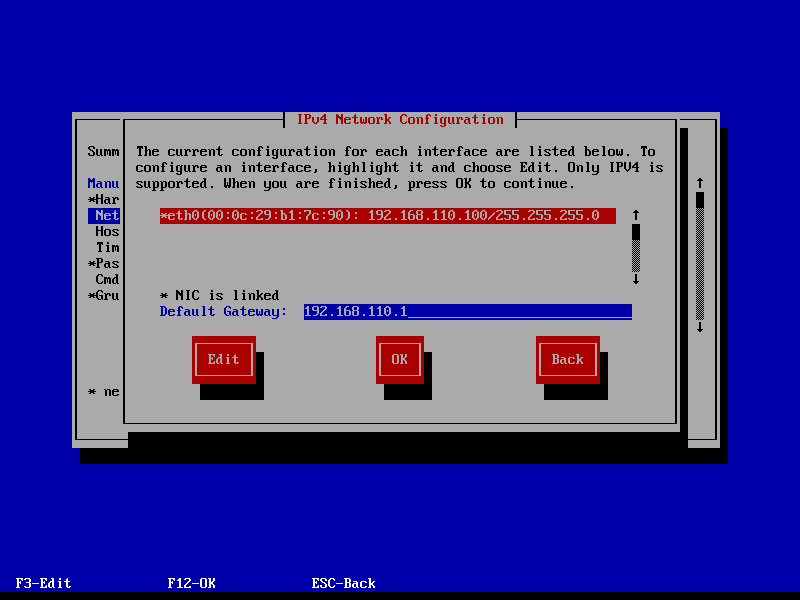 IPv4 Network Configuration
Summ
The current configuration for each interface are listed below. To
configure an interface, highlight it and choose Edit. Only IPV4 is
Manu
supported. When you are finished, press OK to continue.
*Har
Net
*eth0(00:0c:29:b1:7c:90): 192.168.110.100/255.255.255.0
Hos
Tim
*Pas
Cmd
*Gru
* NIC is linked
Default Gateway: 192.168.110.1
Edit
OK
Back
* ne
F3-Edit
F12-OK
ESC-Back